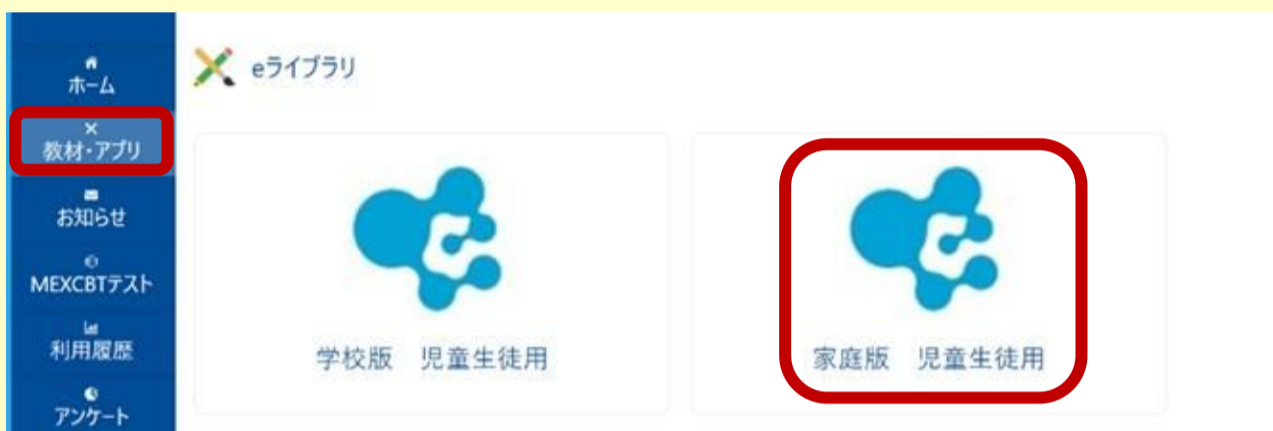 ホーム
教材・アプリ
お知らせ
MEXCBTテスト
利用履歴
アンケート
eライブラリ
学校版　児童生徒用
家庭版　児童生徒用